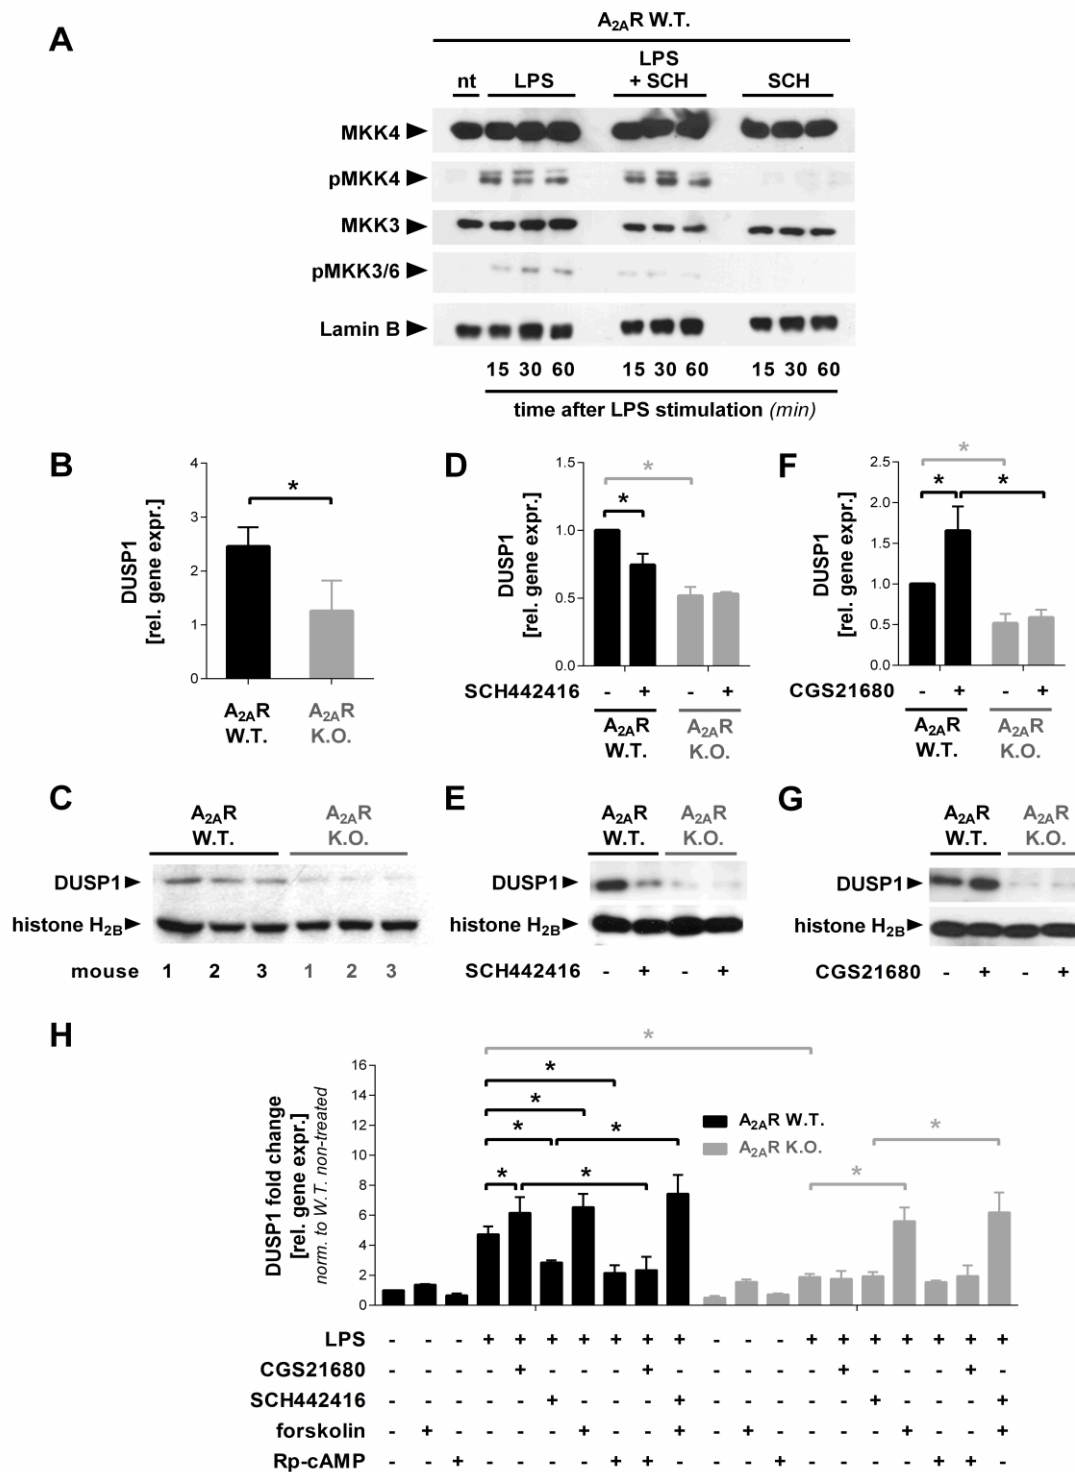 A
A2AR W.T.
LPS
nt LPS + SCH SCH
MKK4
pMKK4
MKK3
pMKK3/6
Lamin B
15 30 60 15 30 60 15 30 60
time after LPS stimulation (min)
B
DUSP1
[rel. gene expr.]
4
3
2
1
0
*
A2AR W.T.
A2AR K.O.
D
DUSP1
[rel. gene expr.]
1.5
1.0
0.5
0.0
*
*
SCH442416 - + - +
A2AR W.T.
A2AR K.O.
F
DUSP1
[rel. gene expr.]
2.5
2.0
1.5
1.0
0.5
0.0
*
* *
CGS21680 - + - +
A2AR W.T.
A2AR K.O.
C
A2AR W.T.
A2AR K.O.
DUSP1
histone H2B
mouse 1 2 3 1 2 3
E
A2AR W.T.
A2AR K.O.
DUSP1
histone H2B
SCH442416 - + - +
G
A2AR W.T.
A2AR K.O.
DUSP1
histone H2B
CGS21680 - + - +
H
DUSP1 fold change
[rel. gene expr.]
norm. to W.T. non-treated
16
14
12
10
8
6
4
2
0
*
*
*
* *
* *
*
*
A2AR W.T.
A2AR K.O.
LPS - - - + + + + + + + - - - + + + + + + +
CGS21680 - - - - + - - - + - - - - - + - - - + -
SCH442416 - - - - - + - - - + - - - - - + - - - +
forskolin - + - - - - + - - + - + - - - - + - - +
Rp-cAMP - - + - - - - + + - - - + - - - - + + -